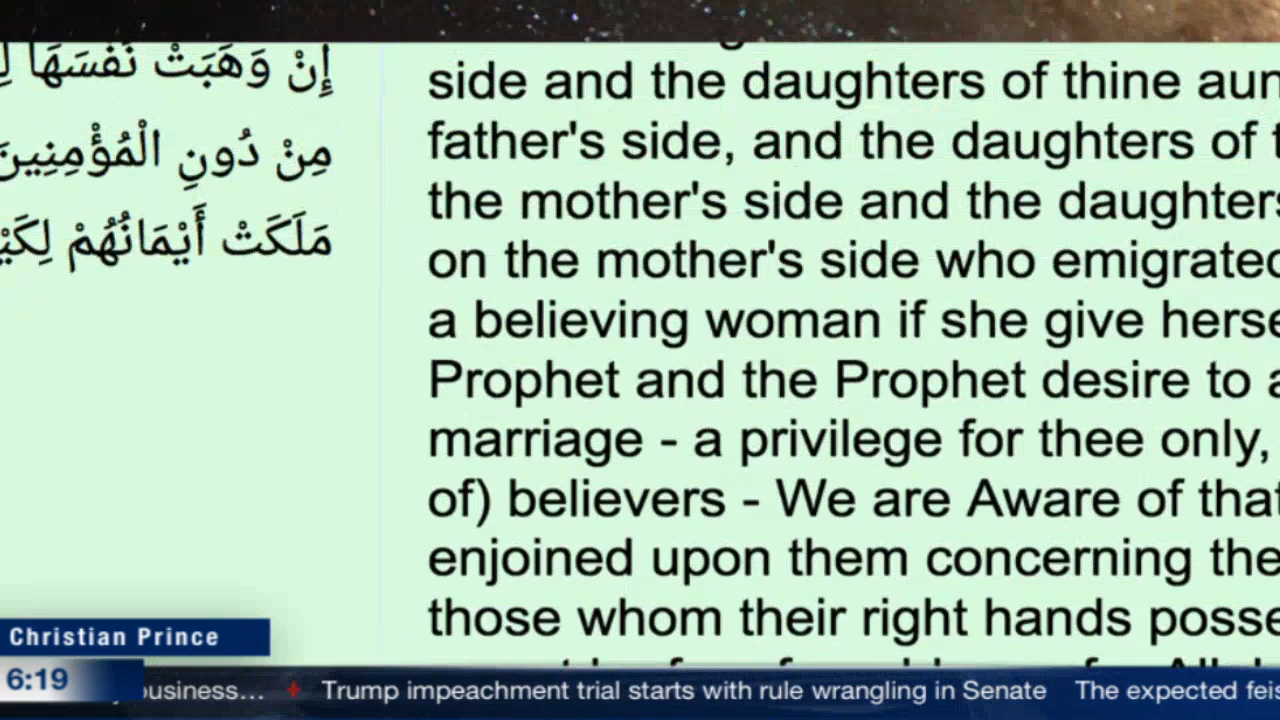 إِنْ وَهَبَتْ نَفْسَهَا
مِنْ دُونِ الْمُؤْمِنِينَ
مَلَكَتْ أَيْمَانُهُمْ
side and the daughters of thine
father's side, and the daughters of
the mother's side and the daughters
on the mother's side who emigrated
a believing woman if she give
Prophet and the Prophet desire to
marriage - a privilege for thee only,
of) believers - We are Aware of that
enjoined upon them concerning
those whom their right hands
Christian Prince
6:19
business... Trump impeachment trial starts with rule wrangling in Senate The expected